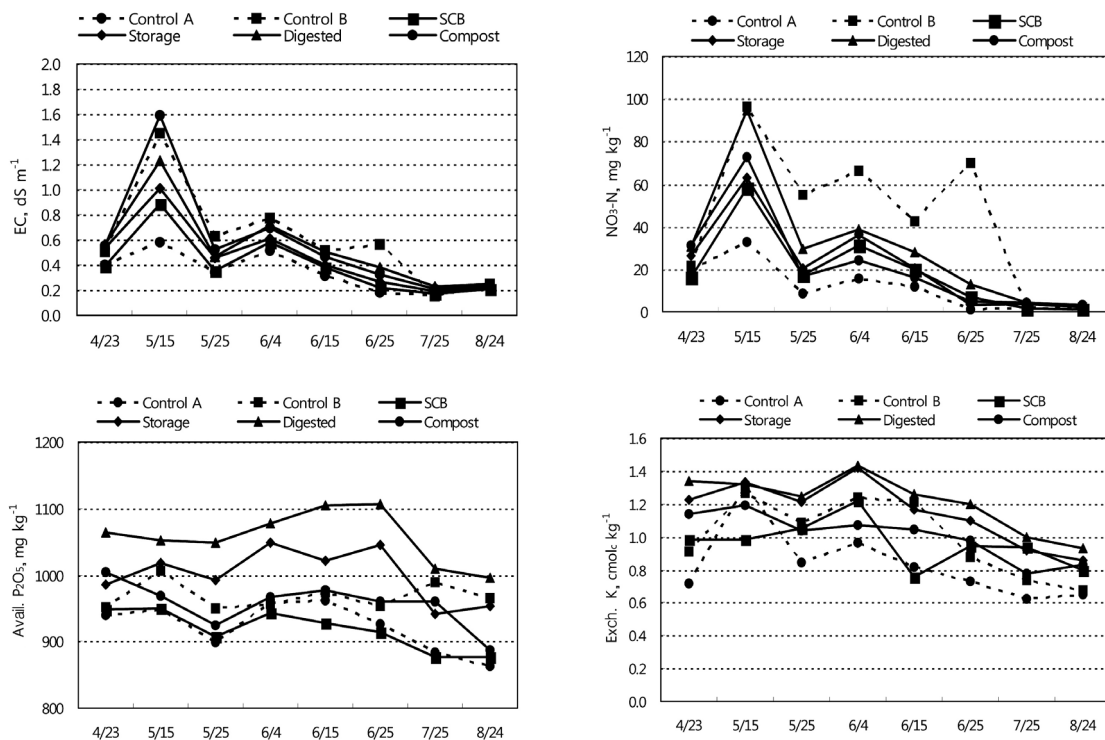 Control A Control B SCB
Storage Digested Compost
EC, dS m⁻¹
2.0
1.8
1.6
1.4
1.2
1.0
0.8
0.6
0.4
0.2
0.0
4/23 5/15 5/25 6/4 6/15 6/25 7/25 8/24
Control A Control B SCB
Storage Digested Compost
NO₃-N, mg kg⁻¹
120
100
80
60
40
20
0
4/23 5/15 5/25 6/4 6/15 6/25 7/25 8/24
Control A Control B SCB
Storage Digested Compost
Avail. P₂O₅, mg kg⁻¹
1200
1100
1000
900
800
4/23 5/15 5/25 6/4 6/15 6/25 7/25 8/24
Control A Control B SCB
Storage Digested Compost
Exch. K, cmolc kg⁻¹
1.6
1.4
1.2
1.0
0.8
0.6
0.4
0.2
0.0
4/23 5/15 5/25 6/4 6/15 6/25 7/25 8/24